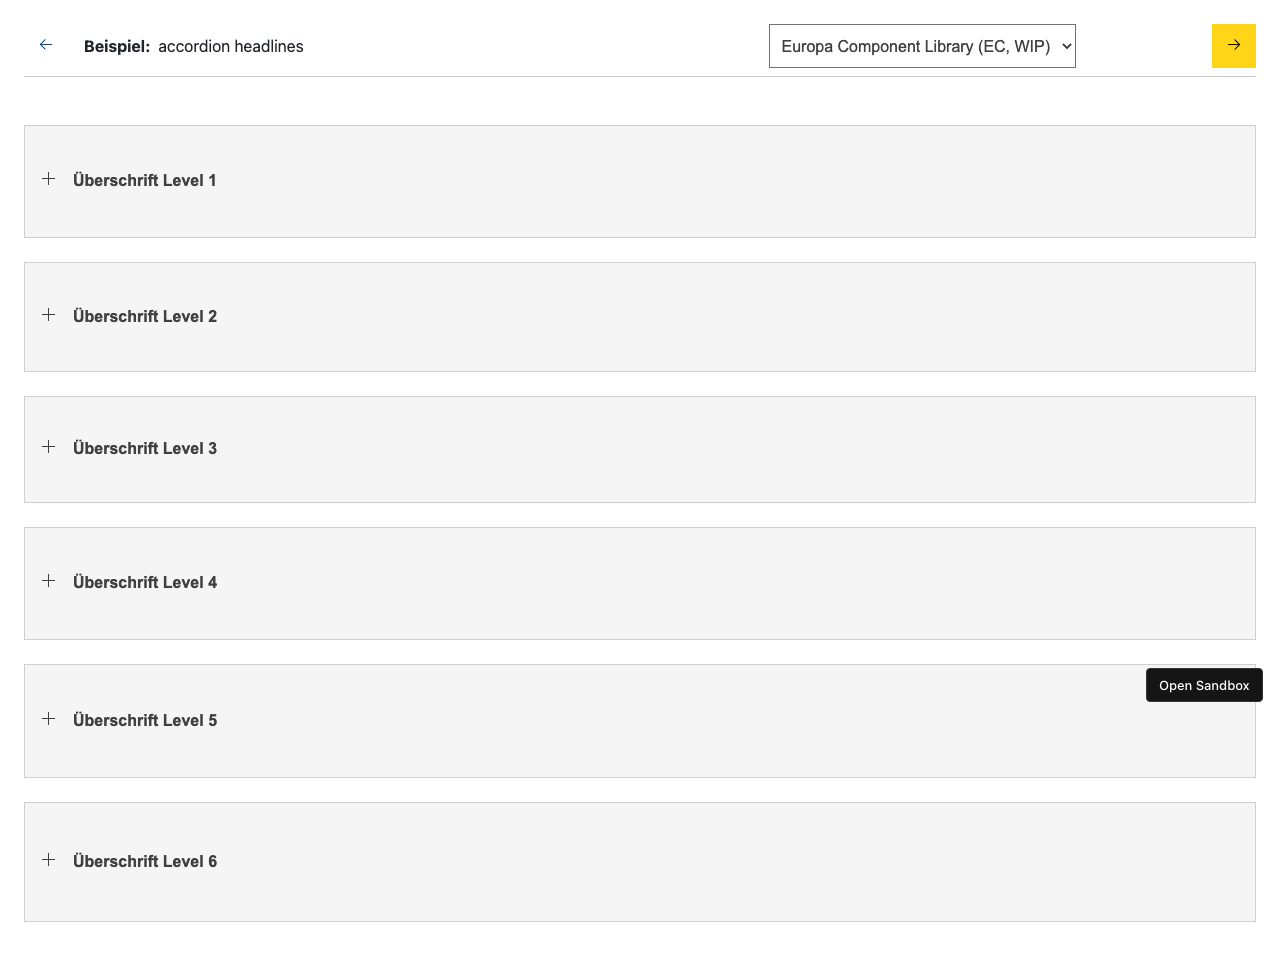 Beispiel: accordion headlines
Europa Component Library (EC, WIP)
Überschrift Level 1
Überschrift Level 2
Überschrift Level 3
Überschrift Level 4
Open Sandbox
Überschrift Level 5
Überschrift Level 6